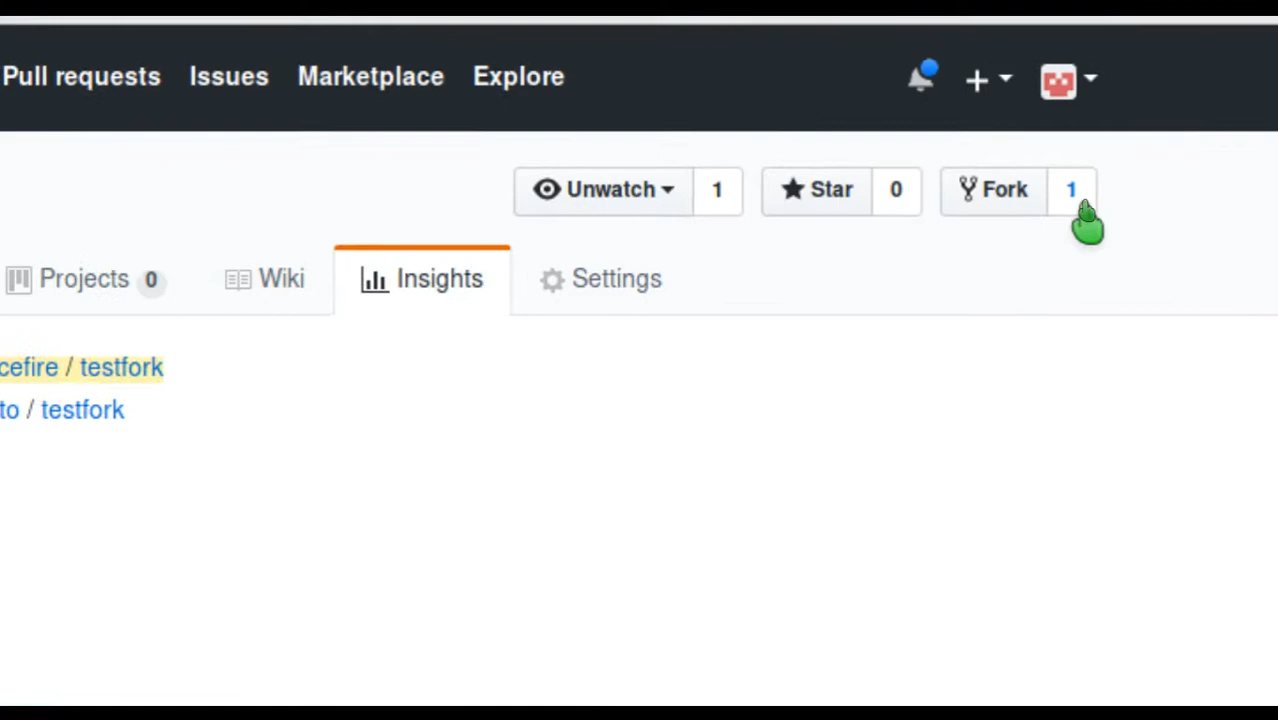 Pull requests Issues Marketplace Explore
Unwatch 1 Star 0 Fork 1
Projects 0 Wiki Insights Settings
cefire / testfork
to / testfork